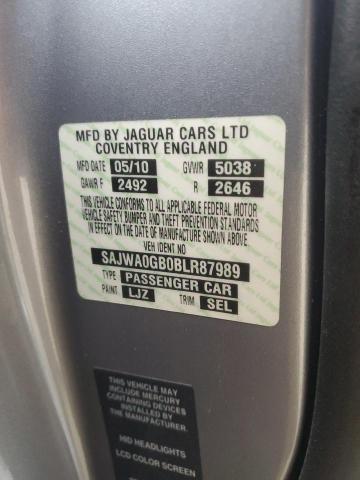 MFD BY JAGUAR CARS LTD
COVENTRY ENGLAND
MFD DATE 05/10 GVWR 5038
GAWR F 2492 R 2646
THIS VEHICLE CONFORMS TO ALL APPLICABLE FEDERAL MOTOR
VEHICLE SAFETY, BUMPER AND THEFT PREVENTION STANDARDS
IN EFFECT ON THE DATE OF MANUFACTURE SHOWN ABOVE
VEH IDENT Nº
SAJWA0GB0BLR87989
TYPE PASSENGER CAR
PAINT LJZ TRIM SEL
THIS VEHICLE MAY
INCLUDE MERCURY
CONTAINING DEVICES
INSTALLED BY THE
MANUFACTURER.
HID HEADLIGHTS
LCD COLOR SCREEN